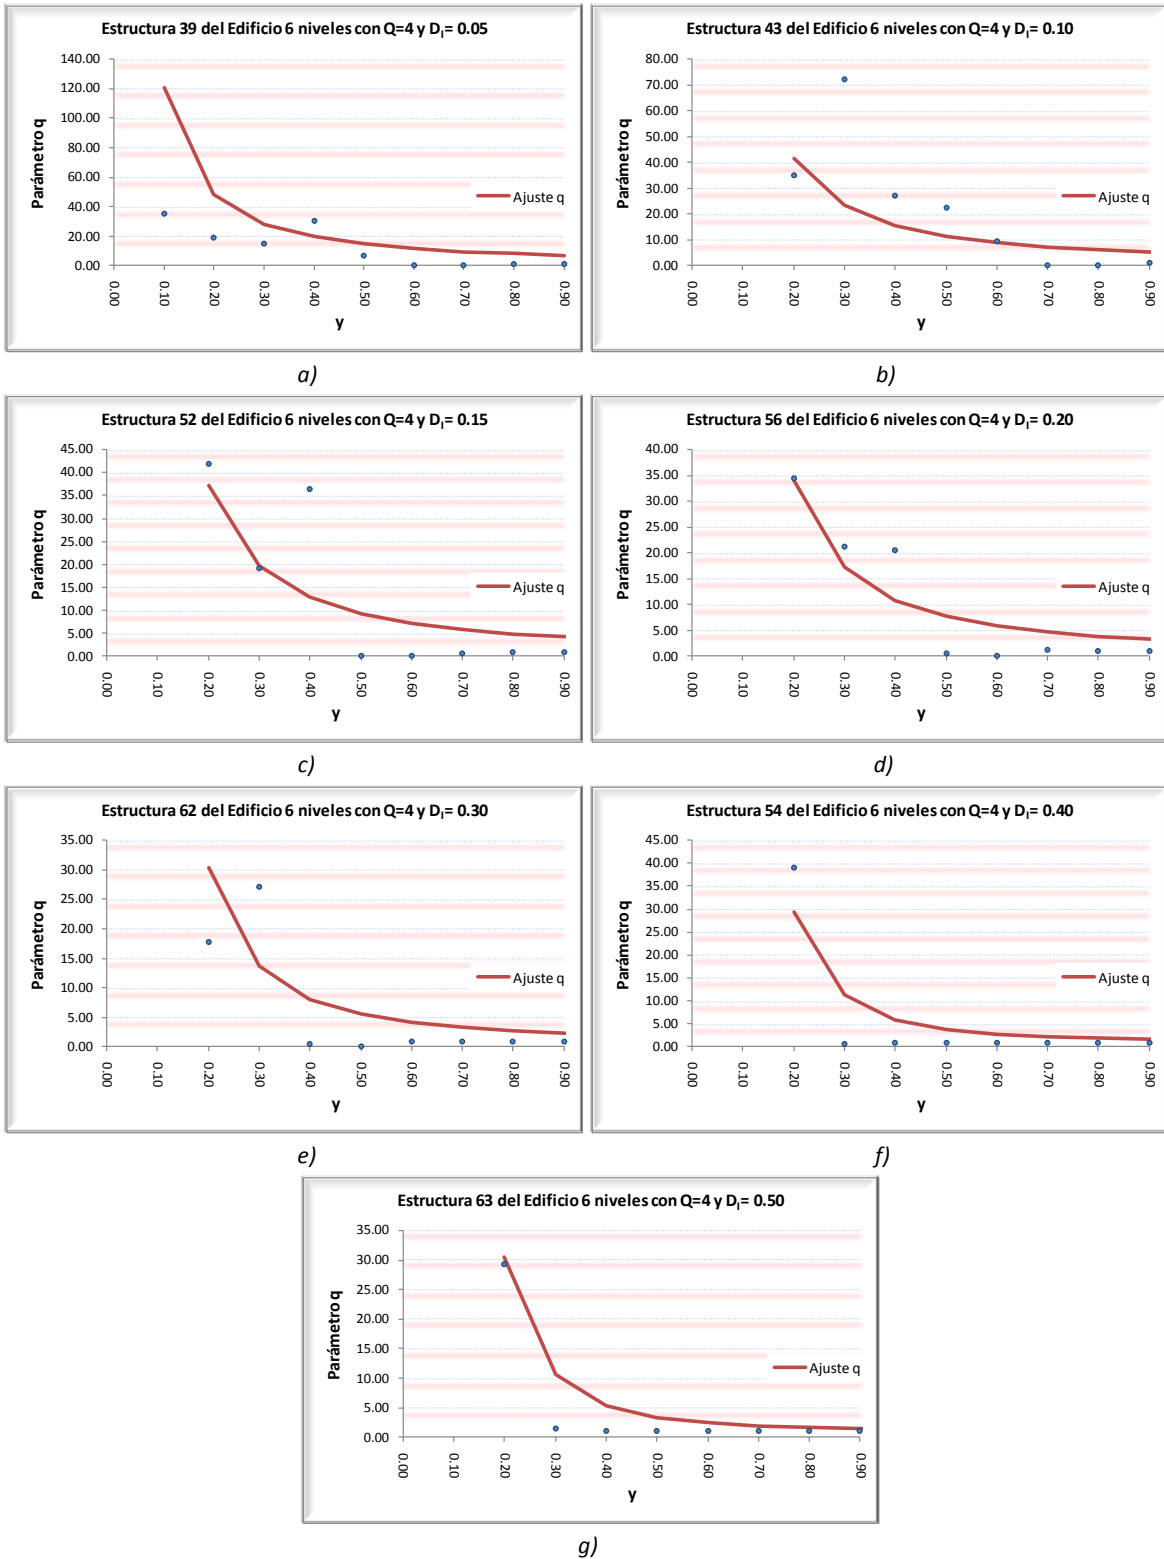 Estructura 39 del Edificio 6 niveles con Q=4 y DI= 0.05
140.00
120.00
100.00
80.00
60.00
40.00
20.00
0.00
Parámetro q
Ajuste q
0.00 0.10 0.20 0.30 0.40 0.50 0.60 0.70 0.80 0.90
y
a)
Estructura 43 del Edificio 6 niveles con Q=4 y DI= 0.10
80.00
70.00
60.00
50.00
40.00
30.00
20.00
10.00
0.00
Parámetro q
Ajuste q
0.00 0.10 0.20 0.30 0.40 0.50 0.60 0.70 0.80 0.90
y
b)
Estructura 52 del Edificio 6 niveles con Q=4 y DI= 0.15
45.00
40.00
35.00
30.00
25.00
20.00
15.00
10.00
5.00
0.00
Parámetro q
Ajuste q
0.00 0.10 0.20 0.30 0.40 0.50 0.60 0.70 0.80 0.90
y
c)
Estructura 56 del Edificio 6 niveles con Q=4 y DI= 0.20
40.00
35.00
30.00
25.00
20.00
15.00
10.00
5.00
0.00
Parámetro q
Ajuste q
0.00 0.10 0.20 0.30 0.40 0.50 0.60 0.70 0.80 0.90
y
d)
Estructura 62 del Edificio 6 niveles con Q=4 y DI= 0.30
35.00
30.00
25.00
20.00
15.00
10.00
5.00
0.00
Parámetro q
Ajuste q
0.00 0.10 0.20 0.30 0.40 0.50 0.60 0.70 0.80 0.90
y
e)
Estructura 54 del Edificio 6 niveles con Q=4 y DI= 0.40
45.00
40.00
35.00
30.00
25.00
20.00
15.00
10.00
5.00
0.00
Parámetro q
Ajuste q
0.00 0.10 0.20 0.30 0.40 0.50 0.60 0.70 0.80 0.90
y
f)
Estructura 63 del Edificio 6 niveles con Q=4 y DI= 0.50
35.00
30.00
25.00
20.00
15.00
10.00
5.00
0.00
Parámetro q
Ajuste q
0.00 0.10 0.20 0.30 0.40 0.50 0.60 0.70 0.80 0.90
y
g)